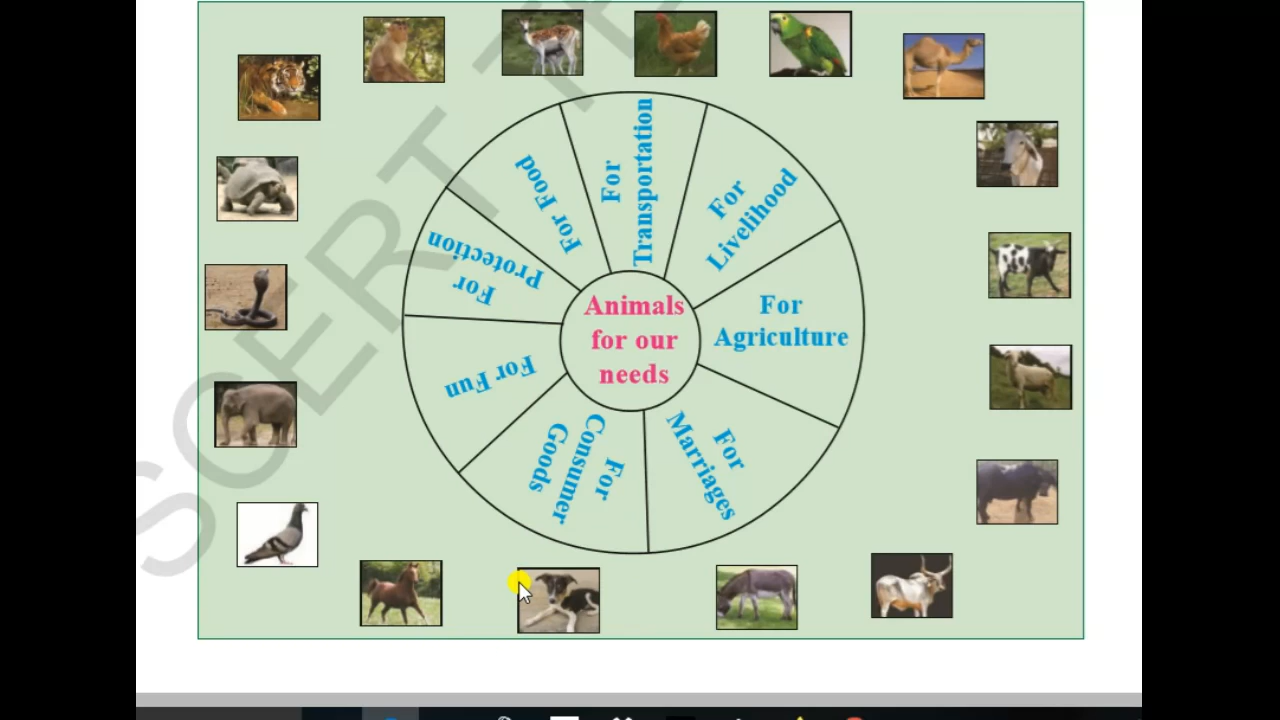 SCERT TE
For
Transportation
For
Livelihood
For
Agriculture
For
Marriages
For
Consumer
Goods
For Fun
For
Protection
For Food
Animals
for our
needs